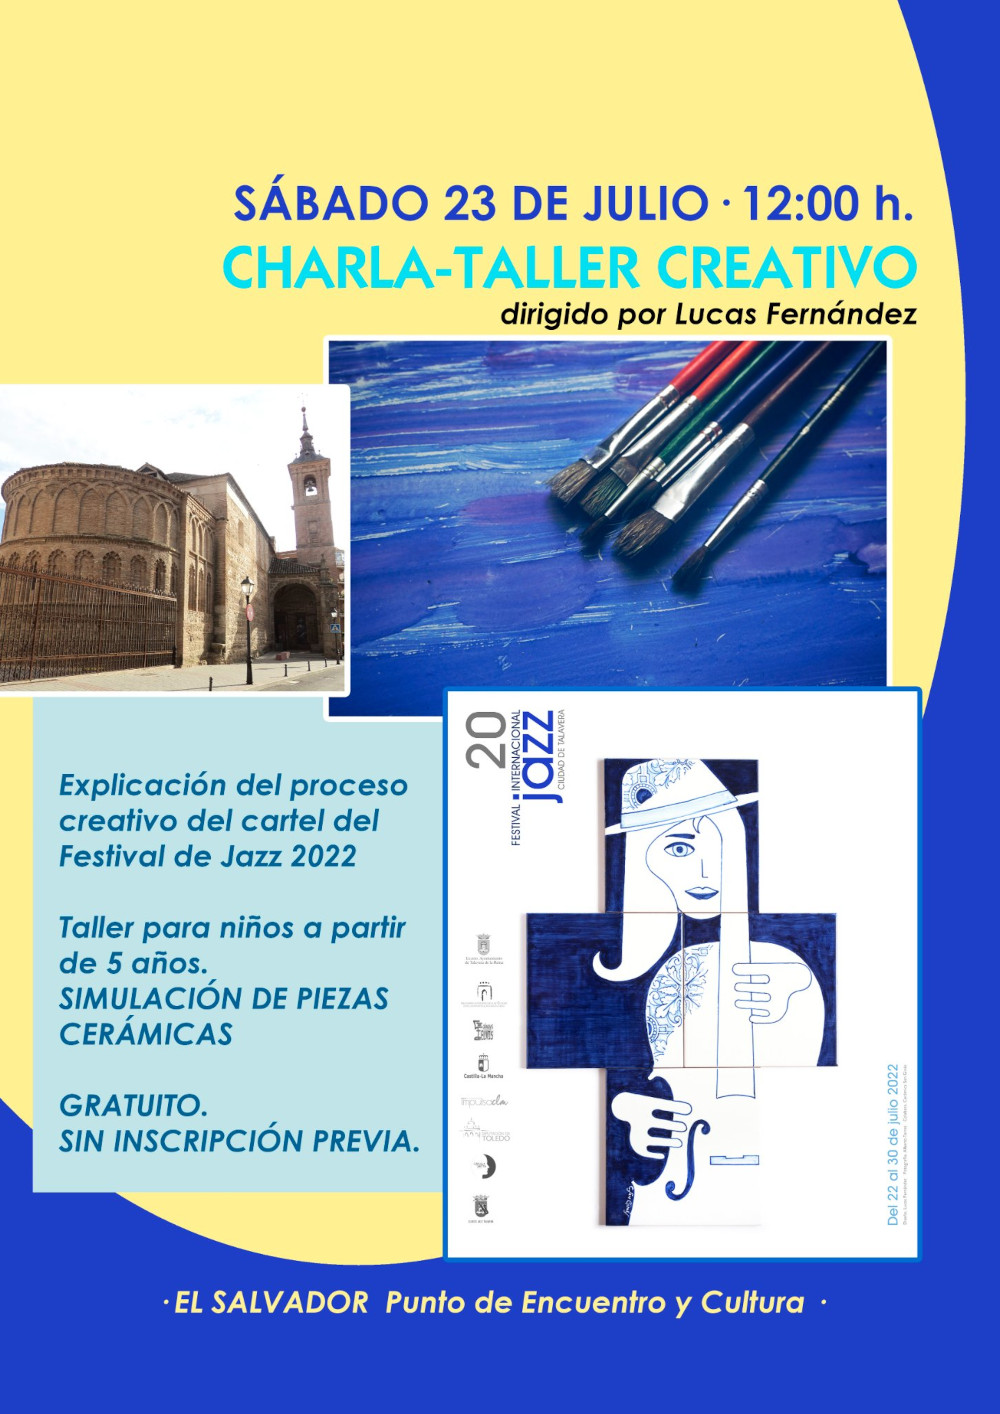 SÁBADO 23 DE JULIO · 12:00 h.
CHARLA-TALLER CREATIVO
dirigido por Lucas Fernández
Explicación del proceso
creativo del cartel del
Festival de Jazz 2022
Taller para niños a partir
de 5 años.
SIMULACIÓN DE PIEZAS
CERÁMICAS
GRATUITO.
SIN INSCRIPCIÓN PREVIA.
20
FESTIVAL INTERNACIONAL
jazz
CIUDAD DE TALAVERA
Castilla-La Mancha
TOLEDO
Del 22 al 30 de julio 2022
· EL SALVADOR Punto de Encuentro y Cultura ·